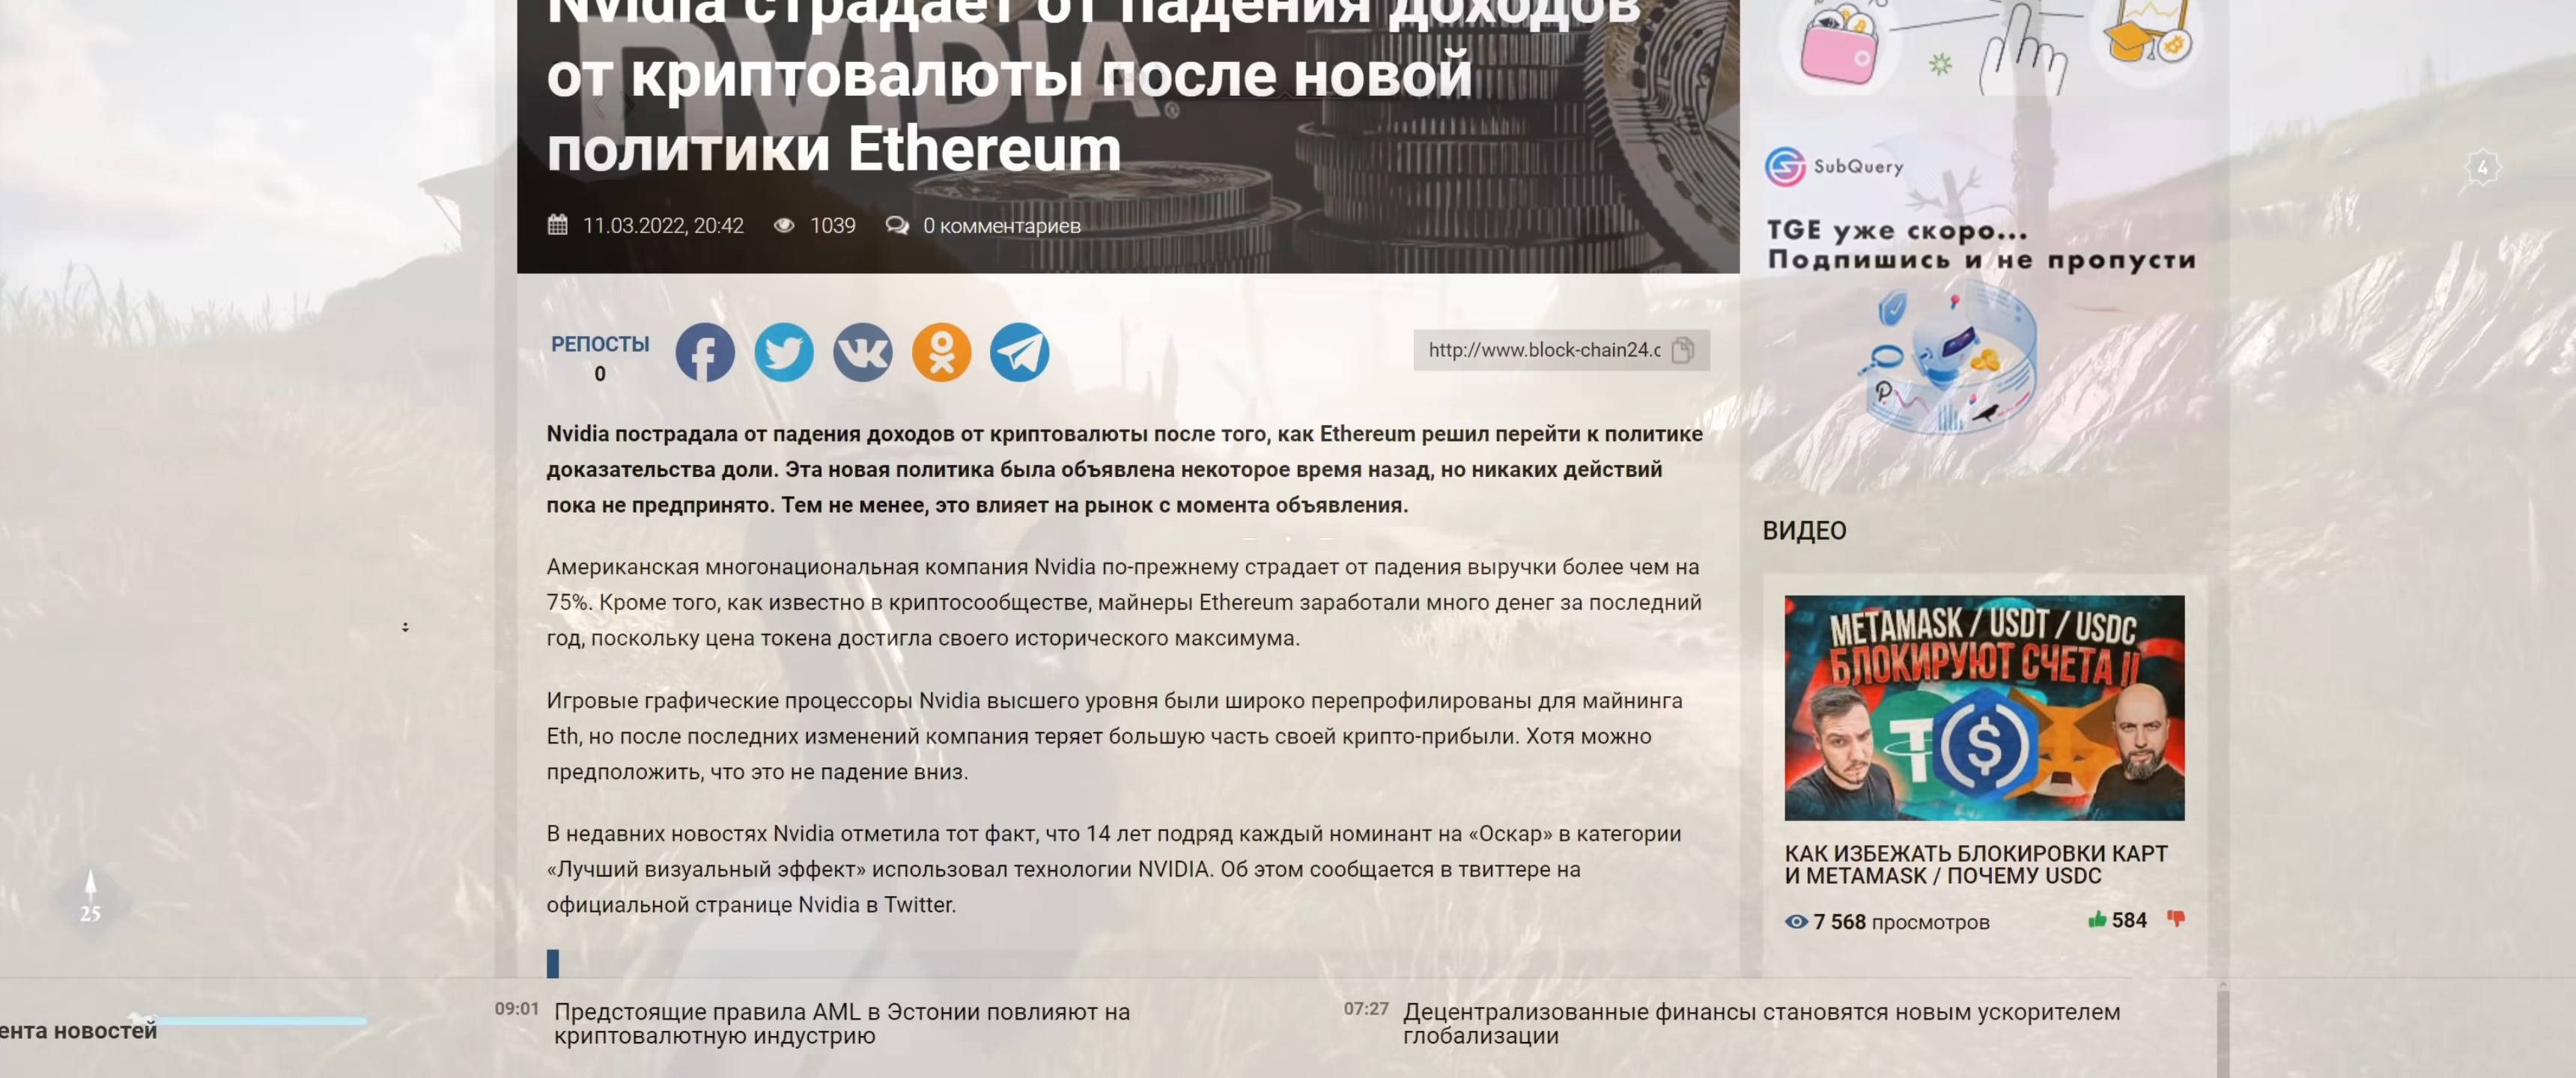 Nvidia страдает от падения доходов
от криптовалюты после новой
политики Ethereum
NVIDIA
11.03.2022, 20:42 1039 0 комментариев
РЕПОСТЫ
0
http://www.block-chain24.c
Nvidia пострадала от падения доходов от криптовалюты после того, как Ethereum решил перейти к политике
доказательства доли. Эта новая политика была объявлена некоторое время назад, но никаких действий
пока не предпринято. Тем не менее, это влияет на рынок с момента объявления.
Американская многонациональная компания Nvidia по-прежнему страдает от падения выручки более чем на
75%. Кроме того, как известно в криптосообществе, майнеры Ethereum заработали много денег за последний
год, поскольку цена токена достигла своего исторического максимума.
Игровые графические процессоры Nvidia высшего уровня были широко перепрофилированы для майнинга
Eth, но после последних изменений компания теряет большую часть своей крипто-прибыли. Хотя можно
предположить, что это не падение вниз.
В недавних новостях Nvidia отметила тот факт, что 14 лет подряд каждый номинант на «Оскар» в категории
«Лучший визуальный эффект» использовал технологии NVIDIA. Об этом сообщается в твиттере на
официальной странице Nvidia в Twitter.
SubQuery
TGE уже скоро...
Подпишись и не пропусти
4
ВИДЕО
METAMASK / USDT / USDC
БЛОКИРУЮТ СЧЕТА !!
КАК ИЗБЕЖАТЬ БЛОКИРОВКИ КАРТ
И METAMASK / ПОЧЕМУ USDC
7 568 просмотров 584
25
ента новостей
09:01 Предстоящие правила AML в Эстонии повлияют на
криптовалютную индустрию
07:27 Децентрализованные финансы становятся новым ускорителем
глобализации